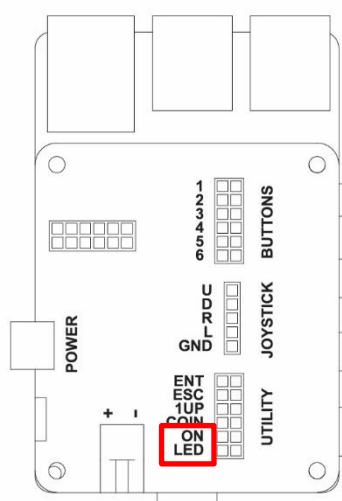 1
2
3
4
5
6
BUTTONS
U
D
R
L
GND
JOYSTICK
POWER
ENT
ESC
1UP
COIN
ON
LED
UTILITY
+ -